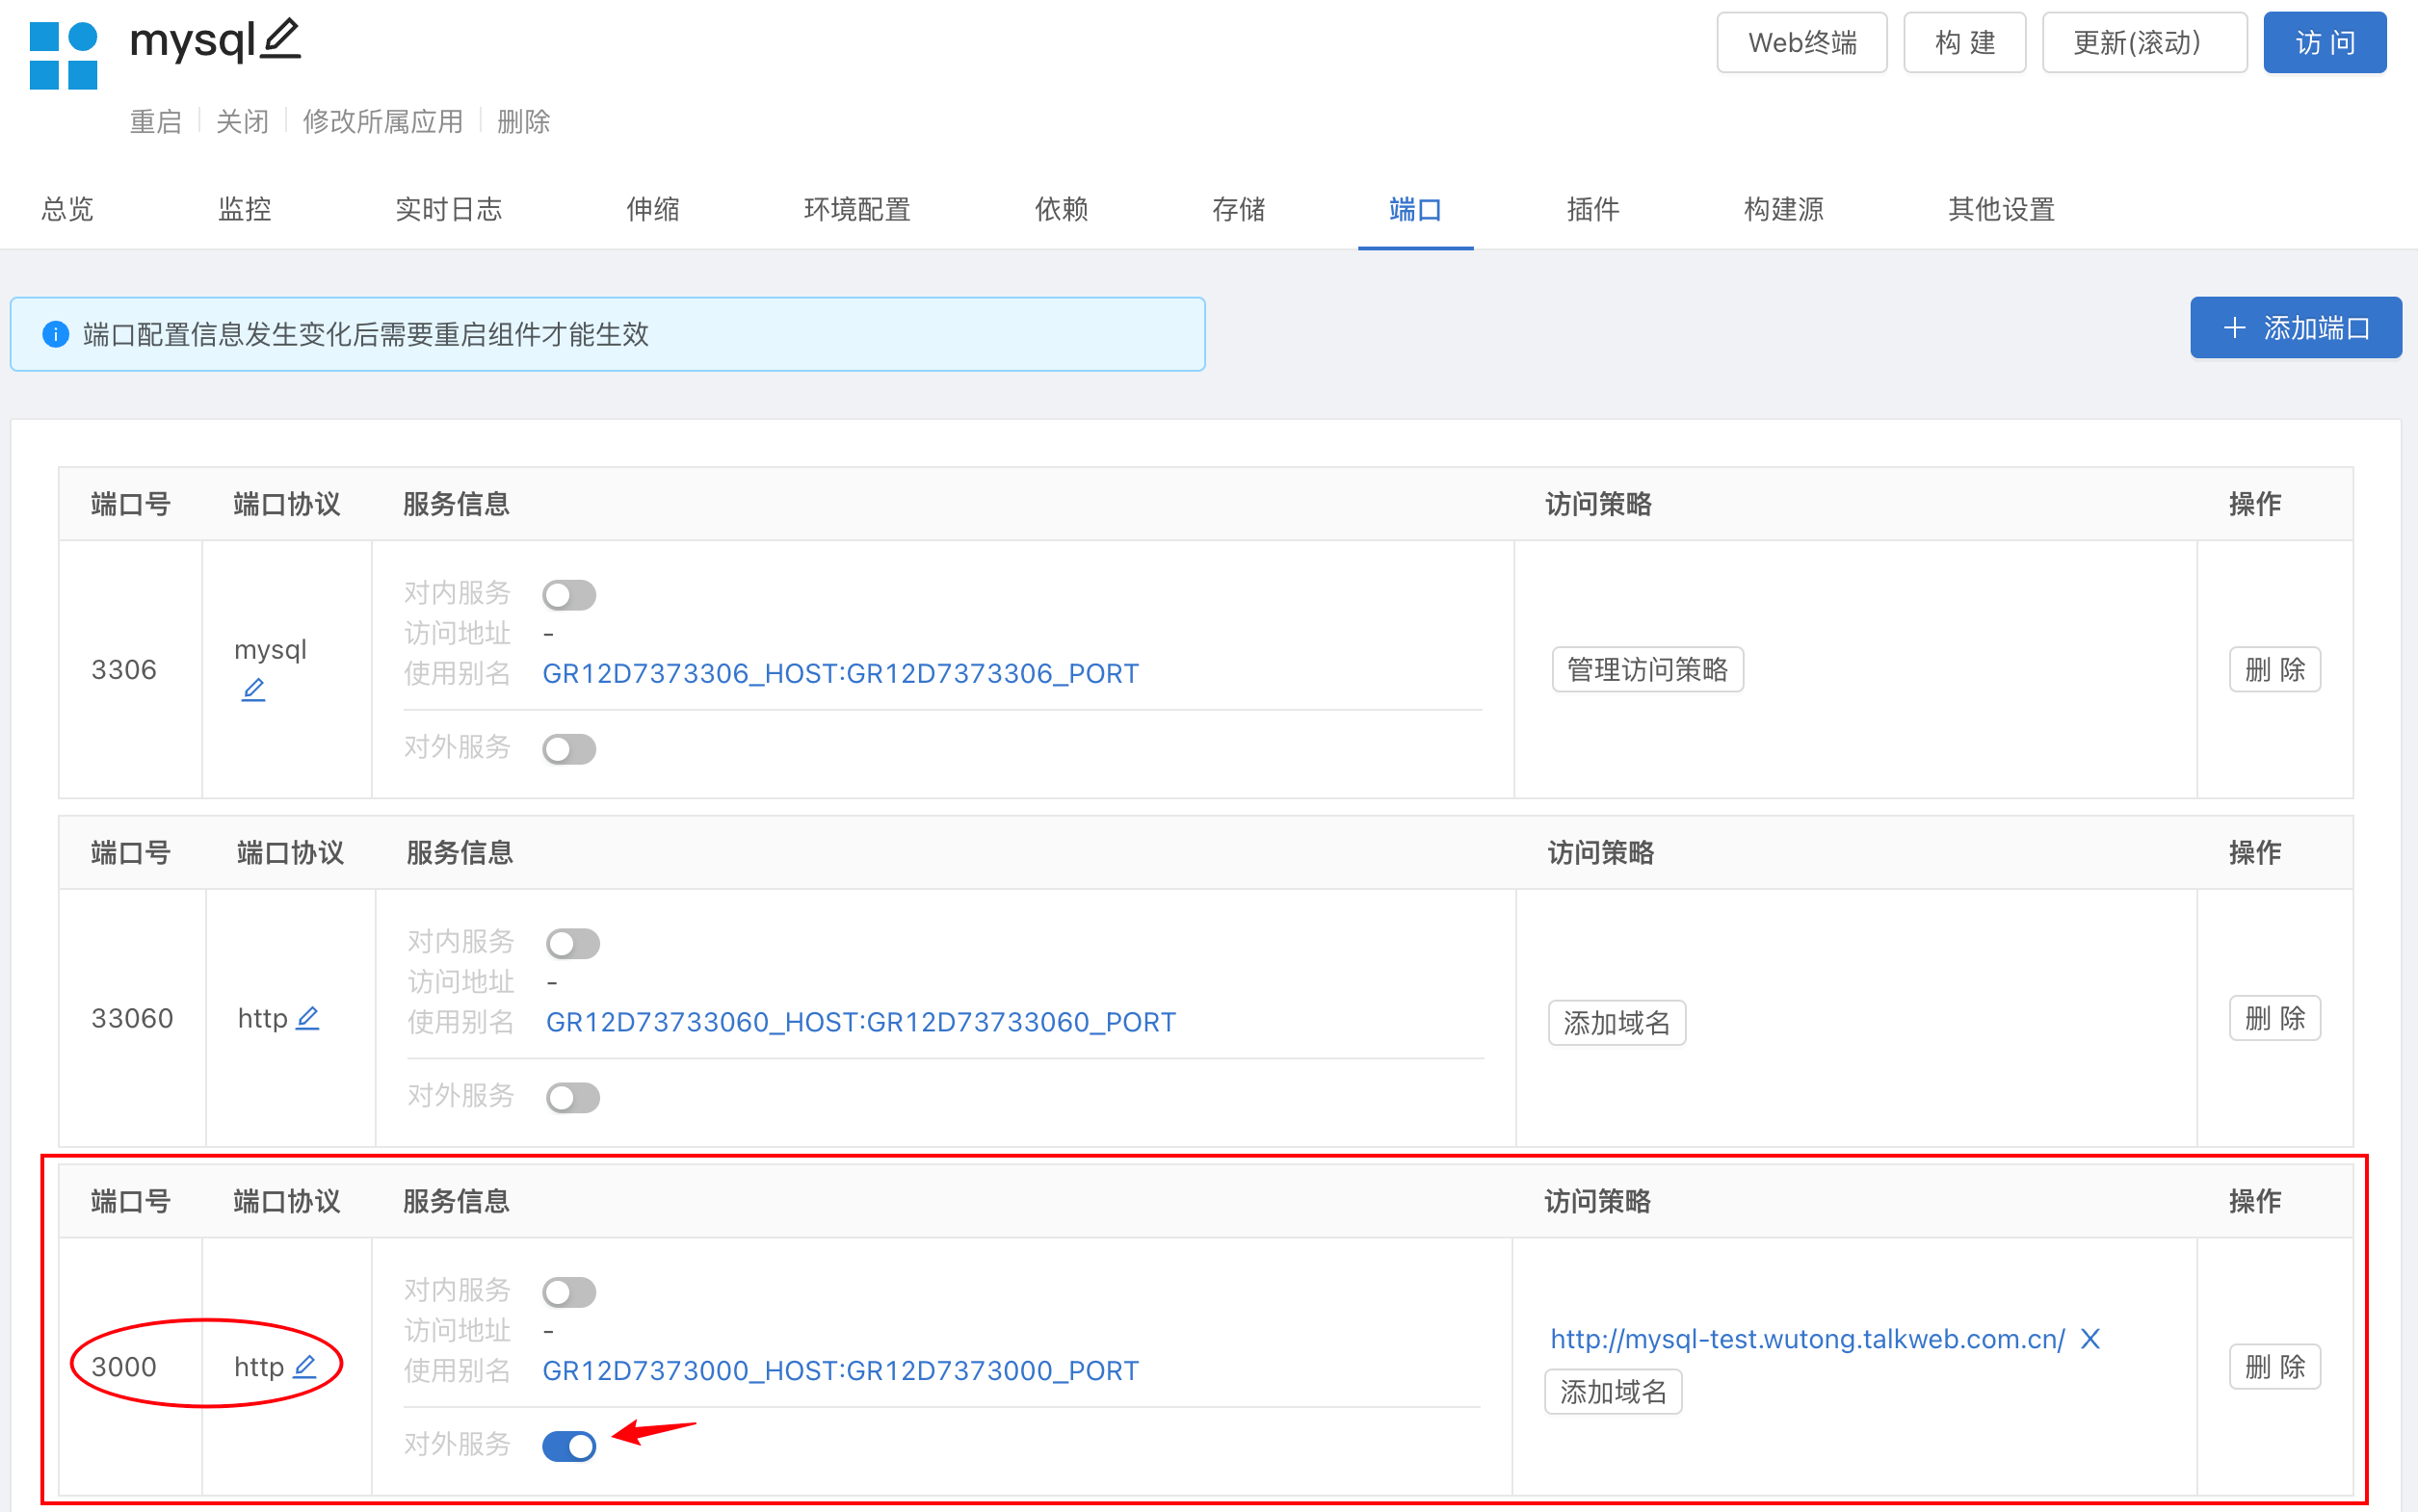 mysql
Web终端 构 建 更新(滚动) 访 问
重启 关闭 修改所属应用 删除
总览 监控 实时日志 伸缩 环境配置 依赖 存储 端口 插件 构建源 其他设置
端口配置信息发生变化后需要重启组件才能生效
添加端口
端口号 端口协议 服务信息 访问策略 操作
3306 mysql
对内服务
访问地址 -
使用别名 GR12D7373306_HOST:GR12D7373306_PORT
对外服务
管理访问策略
删 除
端口号 端口协议 服务信息 访问策略 操作
33060 http
对内服务
访问地址 -
使用别名 GR12D73733060_HOST:GR12D73733060_PORT
对外服务
添加域名
删 除
端口号 端口协议 服务信息 访问策略 操作
3000 http
对内服务
访问地址 -
使用别名 GR12D7373000_HOST:GR12D7373000_PORT
对外服务
http://mysql-test.wutong.talkweb.com.cn/ X
添加域名
删 除